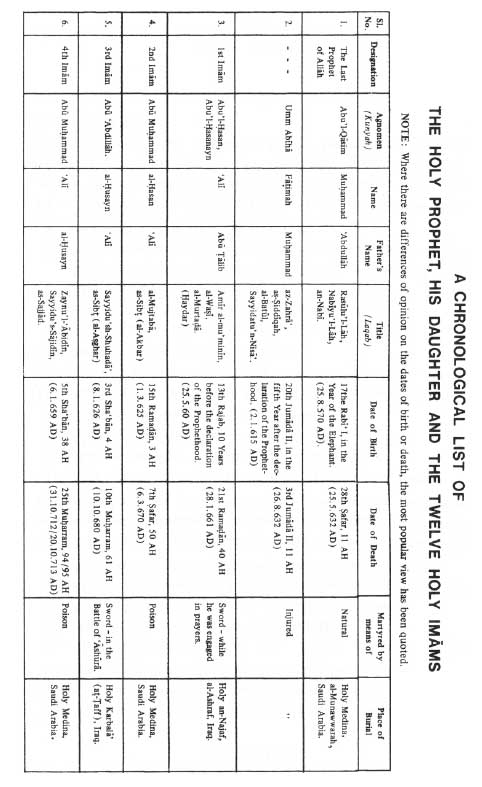 A CHRONOLOGICAL LIST OF
THE HOLY PROPHET, HIS DAUGHTER AND THE TWELVE HOLY IMĀMS
NOTE: Where there are differences of opinion on the dates of birth or death, the most popular view has been quoted.
Sl. No. Designation Agnomen (Kunyah) Name Father's Name Title (Laqab) Date of Birth Date of Death Martyred by means of Place of Burial
1. The Last Prophet of Allāh Abu'l-Qāsim Muḥammad 'Abdullāh Rasūlu'l-Lāh, Nabiyu'l-Lāh, an-Nabī. 17the Rabī' I, in the Year of the Elephant. (25.8.570 AD). 28th Ṣafar, 11 AH (25.5.632 AD) Natural Holy Medina, al-Munawwarah, Saudi Arabia.
2. - - - Umm Abīhā Fāṭimah Muḥammad az-Zahrā', aṣ-Ṣiddīqah, al-Batūl, Sayyidatu'n-Nisā'. 20th Jumādā II, in the fifth Year after the declaration of the Prophethood, (2.1.615 AD) 3rd Jumādā II, 11 AH (26.8.632 AD) Injured ,,
3. 1st Imām Abu'l-Ḥasan, Abu'l-Ḥasanayn 'Alī Abū Ṭālib Amīr al-mu'minīn, al-Waṣī, al-Murtaḍā (Ḥaydar) 13th Rajab, 10 Years before the declaration of the Prophethood. (25.5.60 AD) 21st Ramaḍān, 40 AH (28.1.661 AD) Sword – while he was engaged in prayers. Holy an-Najaf, al-Ashraf, Iraq.
4. 2nd Imām Abū Muḥammad al-Ḥasan 'Alī al-Mujtabā, as-Sibṭ (al-Akbar) 15th Ramaḍān, 3 AH (1.3.625 AD) 7th Ṣafar, 50 AH (6.3.670 AD) Poison Holy Medina, Saudi Arabia.
5. 3rd Imām Abū 'Abdillāh. al-Ḥusayn 'Alī Sayyidu'sh-Shuhadā', as-Sibṭ (al-Aṣghar) 3rd Sha'bān, 4 AH (8.1.626 AD) 10th Muḥarram, 61 AH (10.10.680 AD) Sword – in the Battle of 'Āshūrā. Holy Karbalā' (aṭ-Ṭaff), Iraq.
6. 4th Imām Abū Muḥammad 'Alī al-Ḥusayn Zaynu'l-'Ābidīn, Sayyidu's-Sājidīn, as-Sajjād. 5th Sha'bān, 38 AH (6.1.659 AD) 25th Muḥarram, 94/95 AH (31.10.712/20.10.713 AD) Poison Holy Medina, Saudi Arabia.